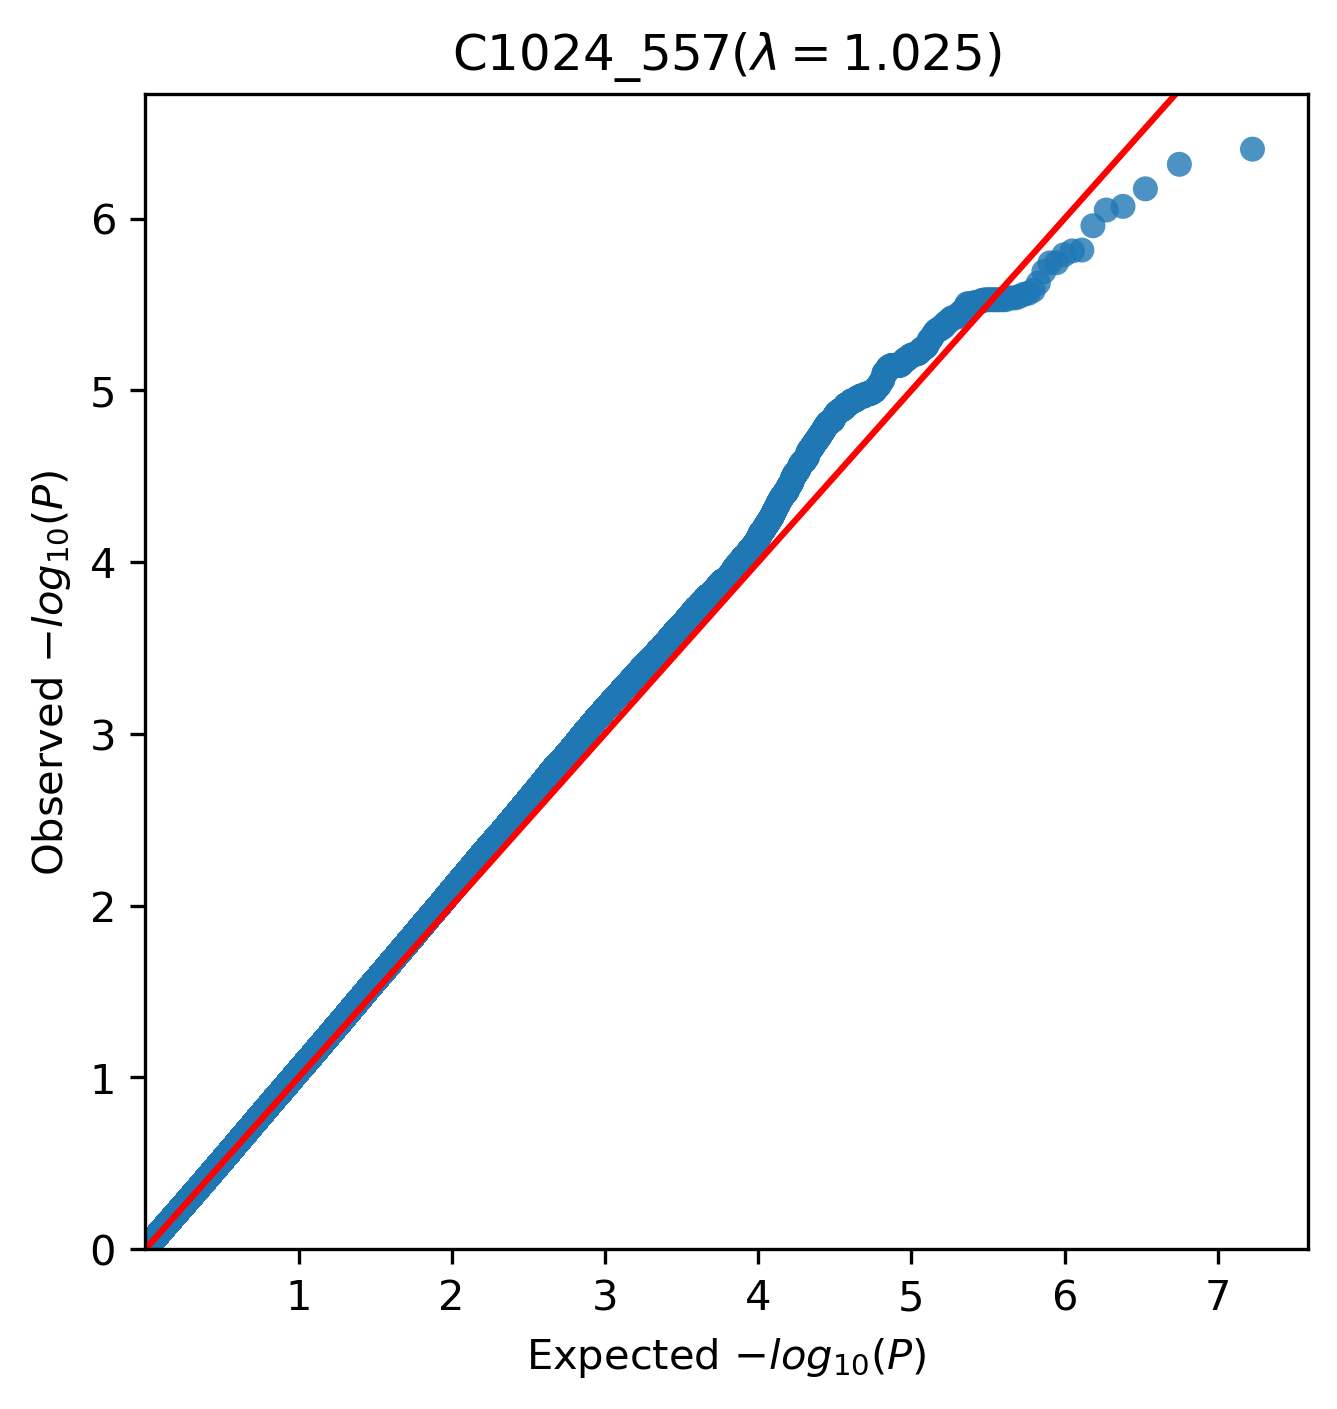 C1024_557(λ = 1.025)
Observed −log₁₀(P)
6
5
4
3
2
1
0
1 2 3 4 5 6 7
Expected −log₁₀(P)